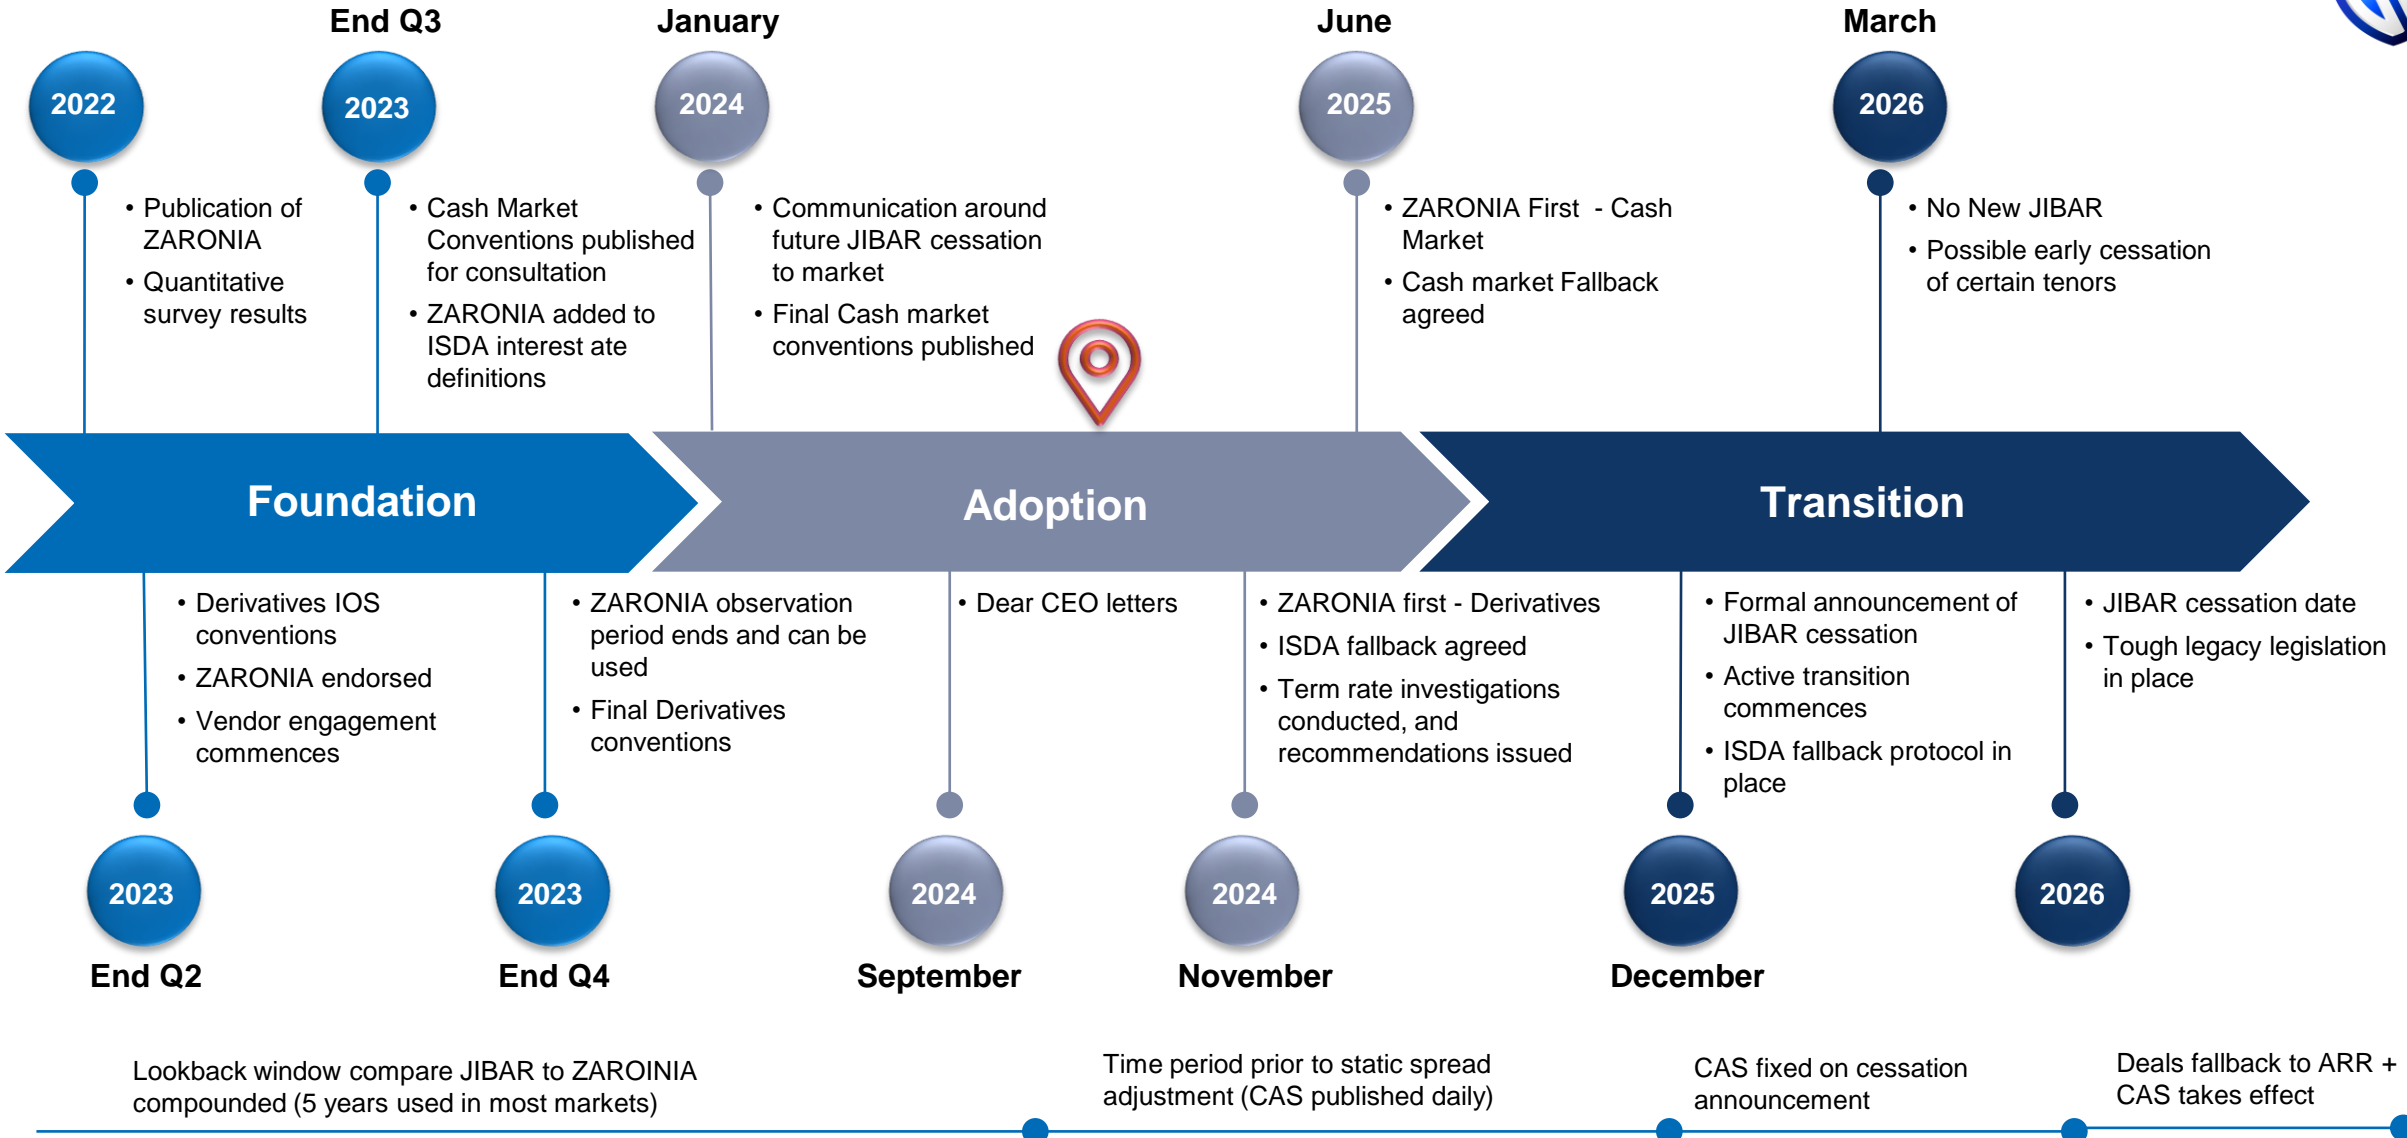 End Q3
January
June
March
2022
2023
2024
2025
2026
• Publication of
ZARONIA
• Quantitative
survey results
• Cash Market
Conventions published
for consultation
• ZARONIA added to
ISDA interest ate
definitions
• Communication around
future JIBAR cessation
to market
• Final Cash market
conventions published
• ZARONIA First - Cash
Market
• Cash market Fallback
agreed
• No New JIBAR
• Possible early cessation
of certain tenors
Foundation
Adoption
Transition
• Derivatives IOS
conventions
• ZARONIA endorsed
• Vendor engagement
commences
• ZARONIA observation
period ends and can be
used
• Final Derivatives
conventions
• Dear CEO letters
• ZARONIA first - Derivatives
• ISDA fallback agreed
• Term rate investigations
conducted, and
recommendations issued
• Formal announcement of
JIBAR cessation
• Active transition
commences
• ISDA fallback protocol in
place
• JIBAR cessation date
• Tough legacy legislation
in place
2023
2023
2024
2024
2025
2026
End Q2
End Q4
September
November
December
Lookback window compare JIBAR to ZAROINIA
compounded (5 years used in most markets)
Time period prior to static spread
adjustment (CAS published daily)
CAS fixed on cessation
announcement
Deals fallback to ARR +
CAS takes effect